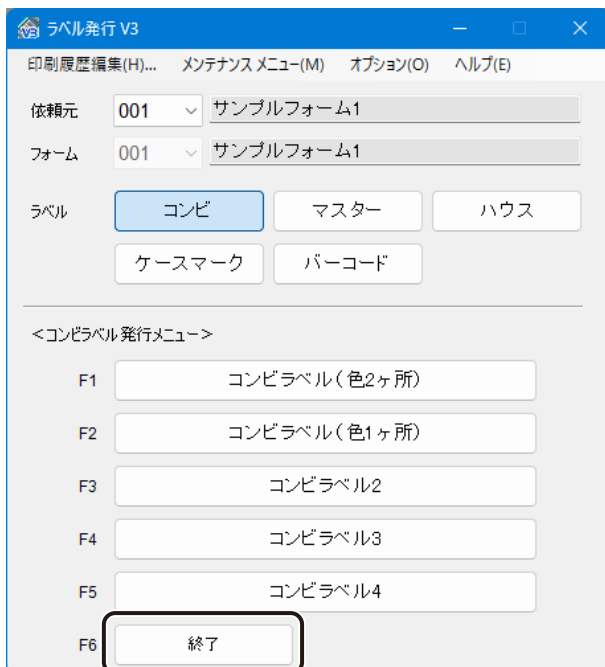 ラベル発行 V3
印刷履歴編集(H)... メンテナンス メニュー(M) オプション(O) ヘルプ(E)
依頼元 001 サンプルフォーム1
フォーム 001 サンプルフォーム1
ラベル コンビ マスター ハウス
ケースマーク バーコード
＜コンビラベル発行メニュー＞
F1 コンビラベル(色2ヶ所)
F2 コンビラベル(色1ヶ所)
F3 コンビラベル2
F4 コンビラベル3
F5 コンビラベル4
F6 終了